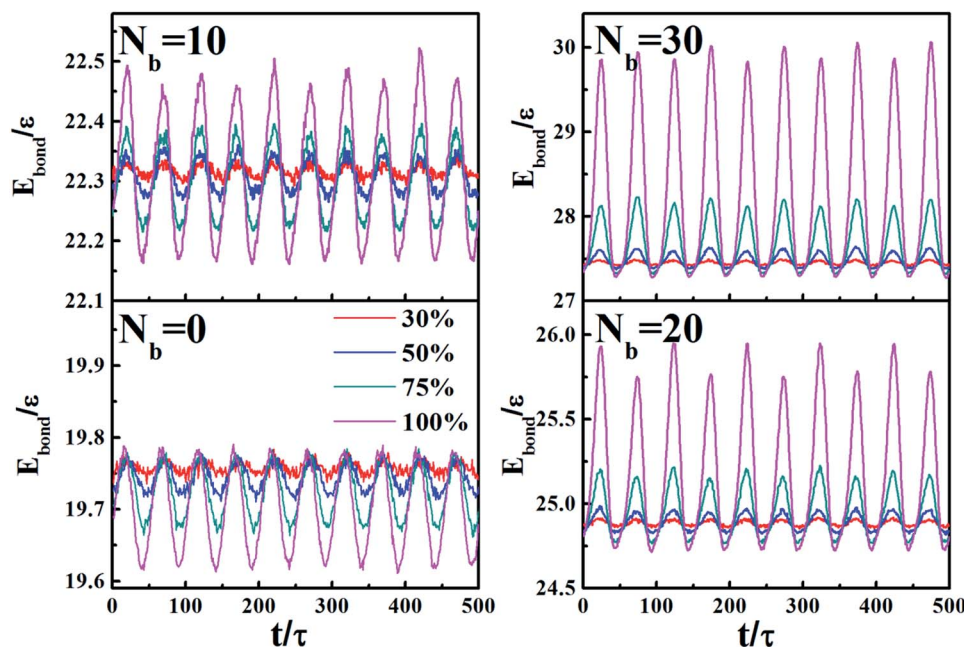 N_b=10
E_bond/ε
22.5
22.4
22.3
22.2
22.1
N_b=0
E_bond/ε
19.9
19.8
19.7
19.6
0 100 200 300 400 500
t/τ
30%
50%
75%
100%
N_b=30
E_bond/ε
30
29
28
27
N_b=20
E_bond/ε
26.0
25.5
25.0
24.5
0 100 200 300 400 500
t/τ